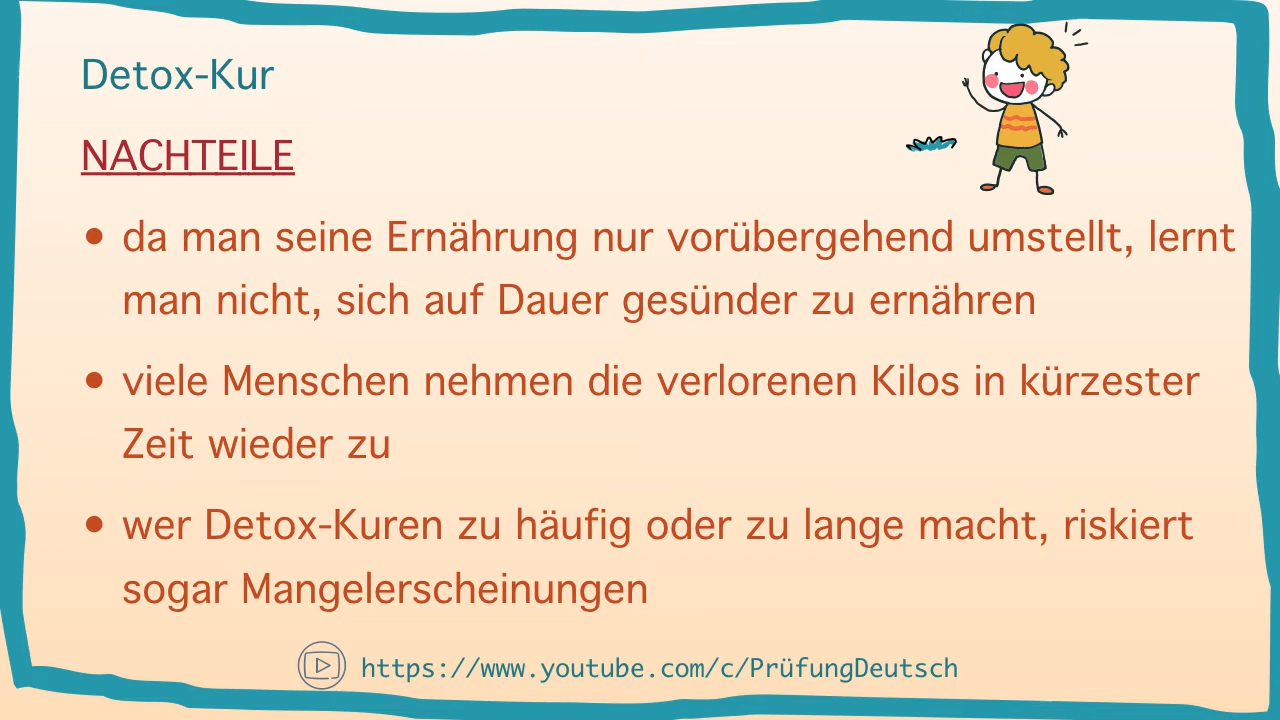 Detox-Kur
NACHTEILE
• da man seine Ernährung nur vorübergehend umstellt, lernt
man nicht, sich auf Dauer gesünder zu ernähren
• viele Menschen nehmen die verlorenen Kilos in kürzester
Zeit wieder zu
• wer Detox-Kuren zu häufig oder zu lange macht, riskiert
sogar Mangelerscheinungen
https://www.youtube.com/c/PrüfungDeutsch